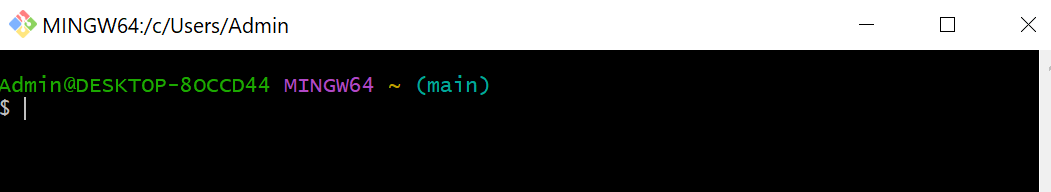 MINGW64:/c/Users/Admin
Admin@DESKTOP-8OCCD44 MINGW64 ~ (main)
$